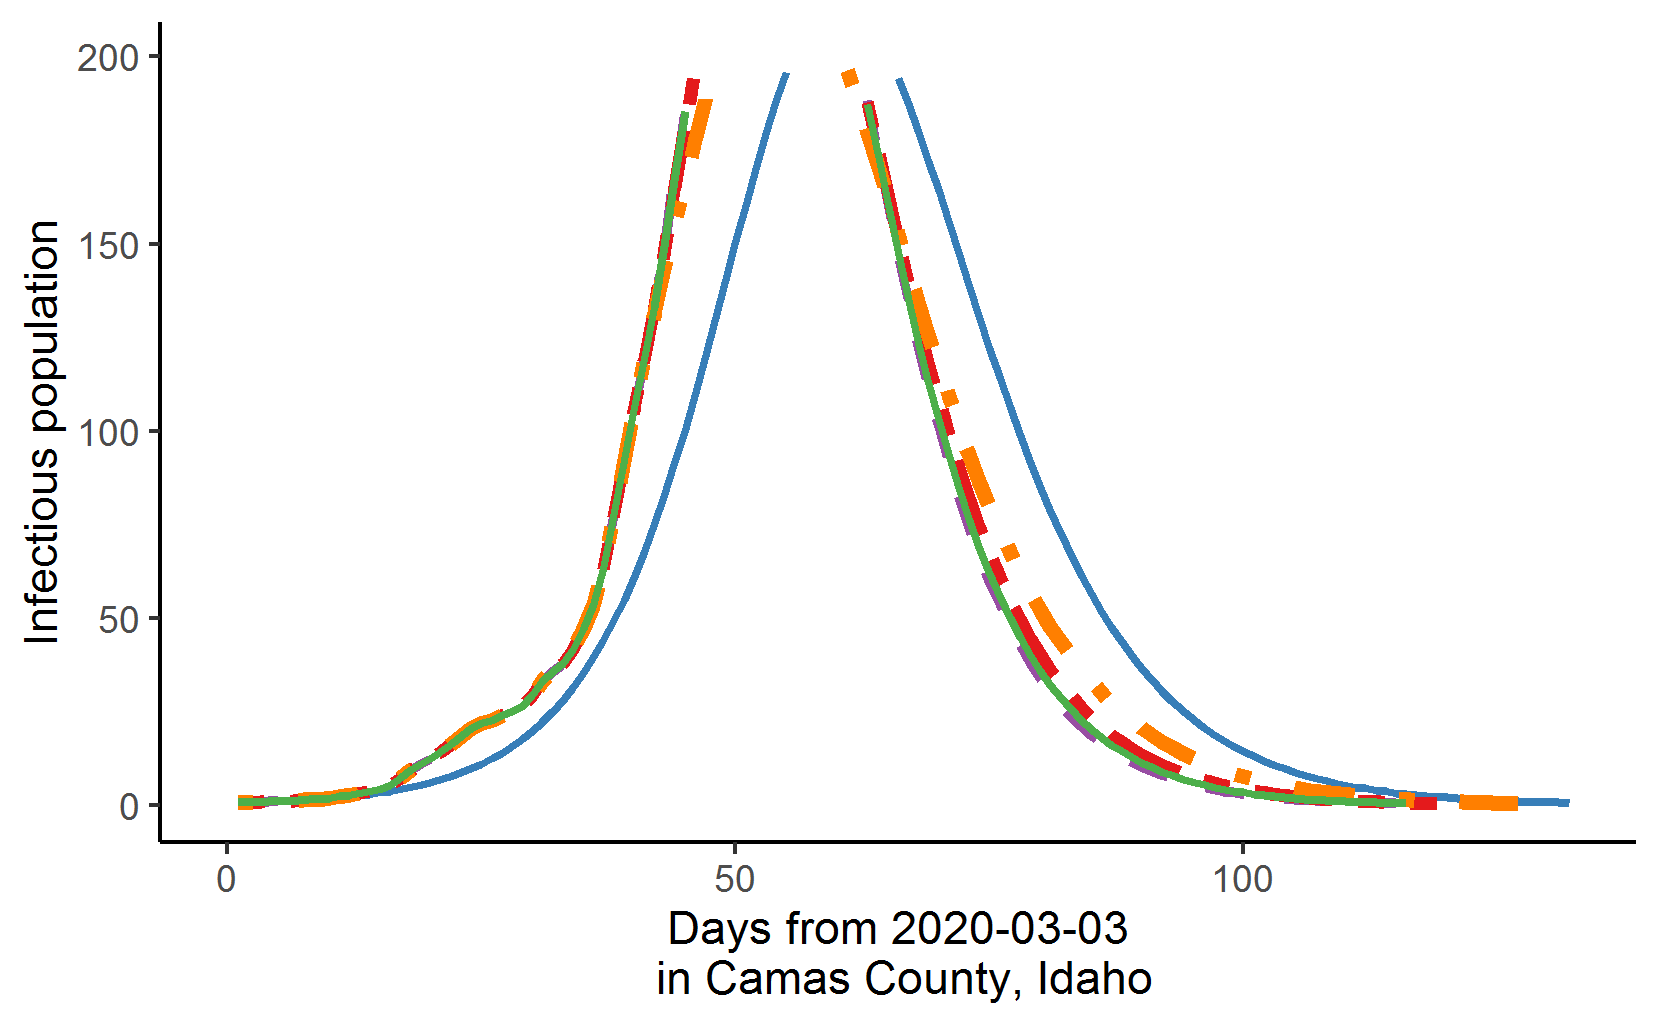 200
150
100
50
0
Infectious population
0 50 100
Days from 2020-03-03
in Camas County, Idaho